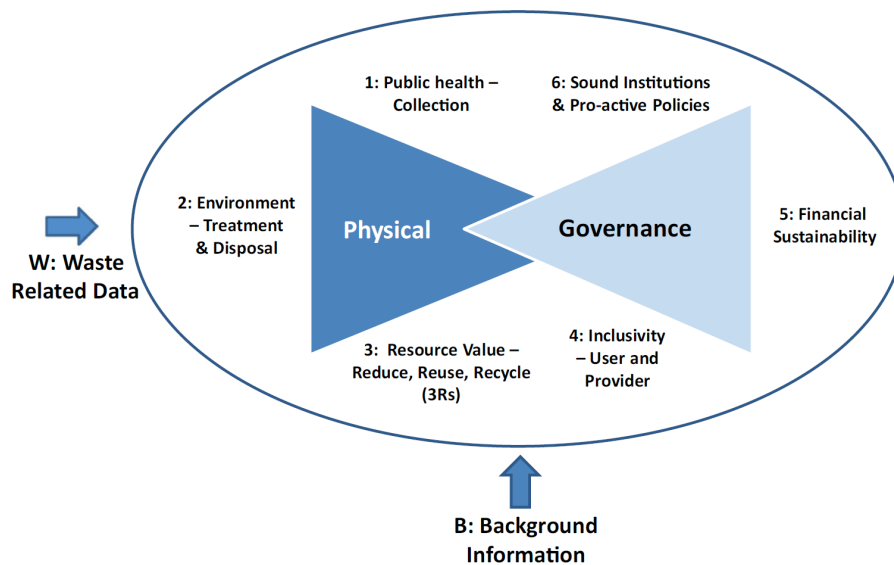 1: Public health –
Collection
6: Sound Institutions
& Pro-active Policies
2: Environment
– Treatment
& Disposal
Physical
Governance
5: Financial
Sustainability
W: Waste
Related Data
3:  Resource Value –
Reduce, Reuse, Recycle
(3Rs)
4: Inclusivity
– User and
Provider
B: Background
Information